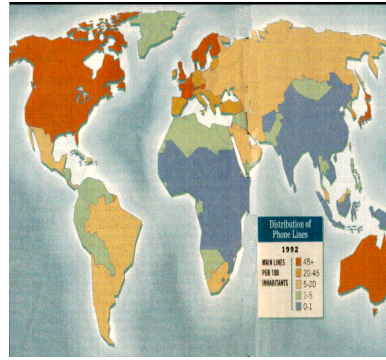 Distribution of
Phone Lines
1992
MAIN LINES
PER 100
INHABITANTS
45+
20-45
5-20
1-5
0-1